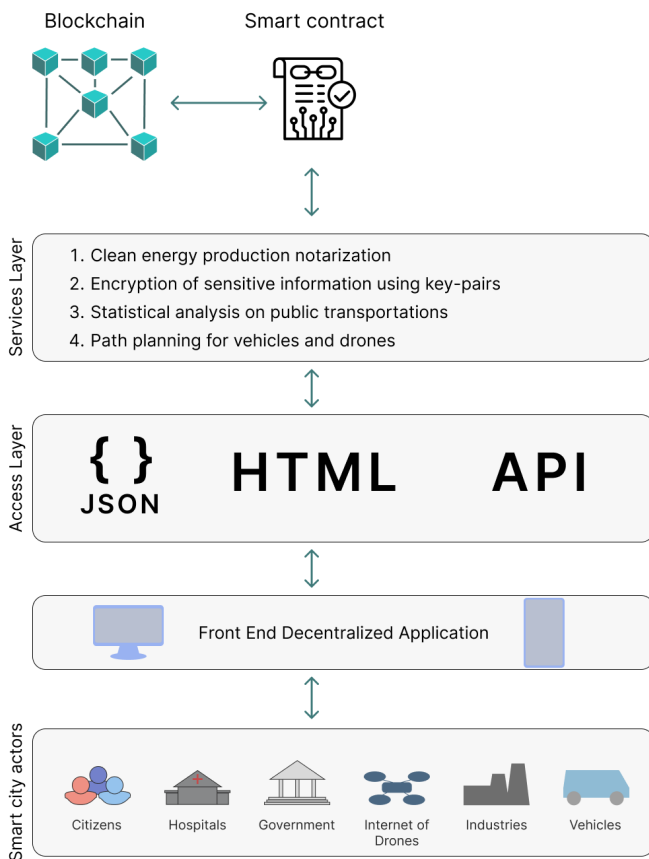 Blockchain
Smart contract
Services Layer
1. Clean energy production notarization
2. Encryption of sensitive information using key-pairs
3. Statistical analysis on public transportations
4. Path planning for vehicles and drones
Access Layer
{ }
JSON
HTML
API
Front End Decentralized Application
Smart city actors
Citizens
Hospitals
Government
Internet of
Drones
Industries
Vehicles